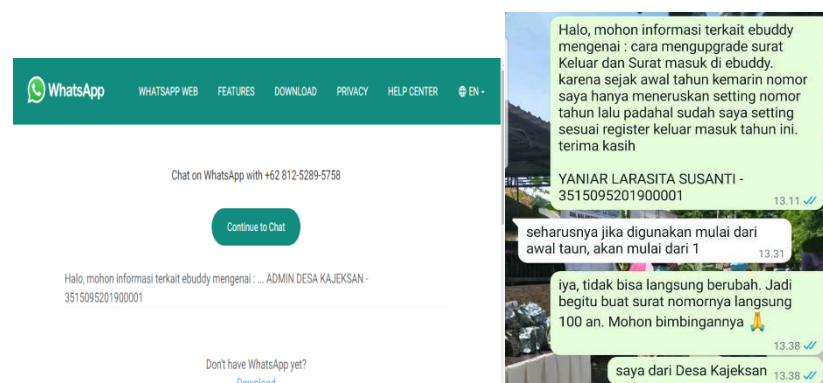 WhatsApp
WHATSAPP WEB FEATURES DOWNLOAD PRIVACY HELP CENTER EN
Chat on WhatsApp with +62 812-5289-5758
Continue to Chat
Halo, mohon informasi terkait ebuddy mengenai : ... ADMIN DESA KAJEKSAN -
3515095201900001
Don't have WhatsApp yet?
Download
Halo, mohon informasi terkait ebuddy
mengenai : cara mengupgrade surat
Keluar dan Surat masuk di ebuddy.
karena sejak awal tahun kemarin nomor
saya hanya meneruskan setting nomor
tahun lalu padahal sudah saya setting
sesuai register keluar masuk tahun ini.
terima kasih
YANIAR LARASITA SUSANTI -
3515095201900001
13.11
seharusnya jika digunakan mulai dari
awal taun, akan mulai dari 1
13.31
iya, tidak bisa langsung berubah. Jadi
begitu buat surat nomornya langsung
100 an. Mohon bimbingannya 🙏
13.38
saya dari Desa Kajeksan 13.38